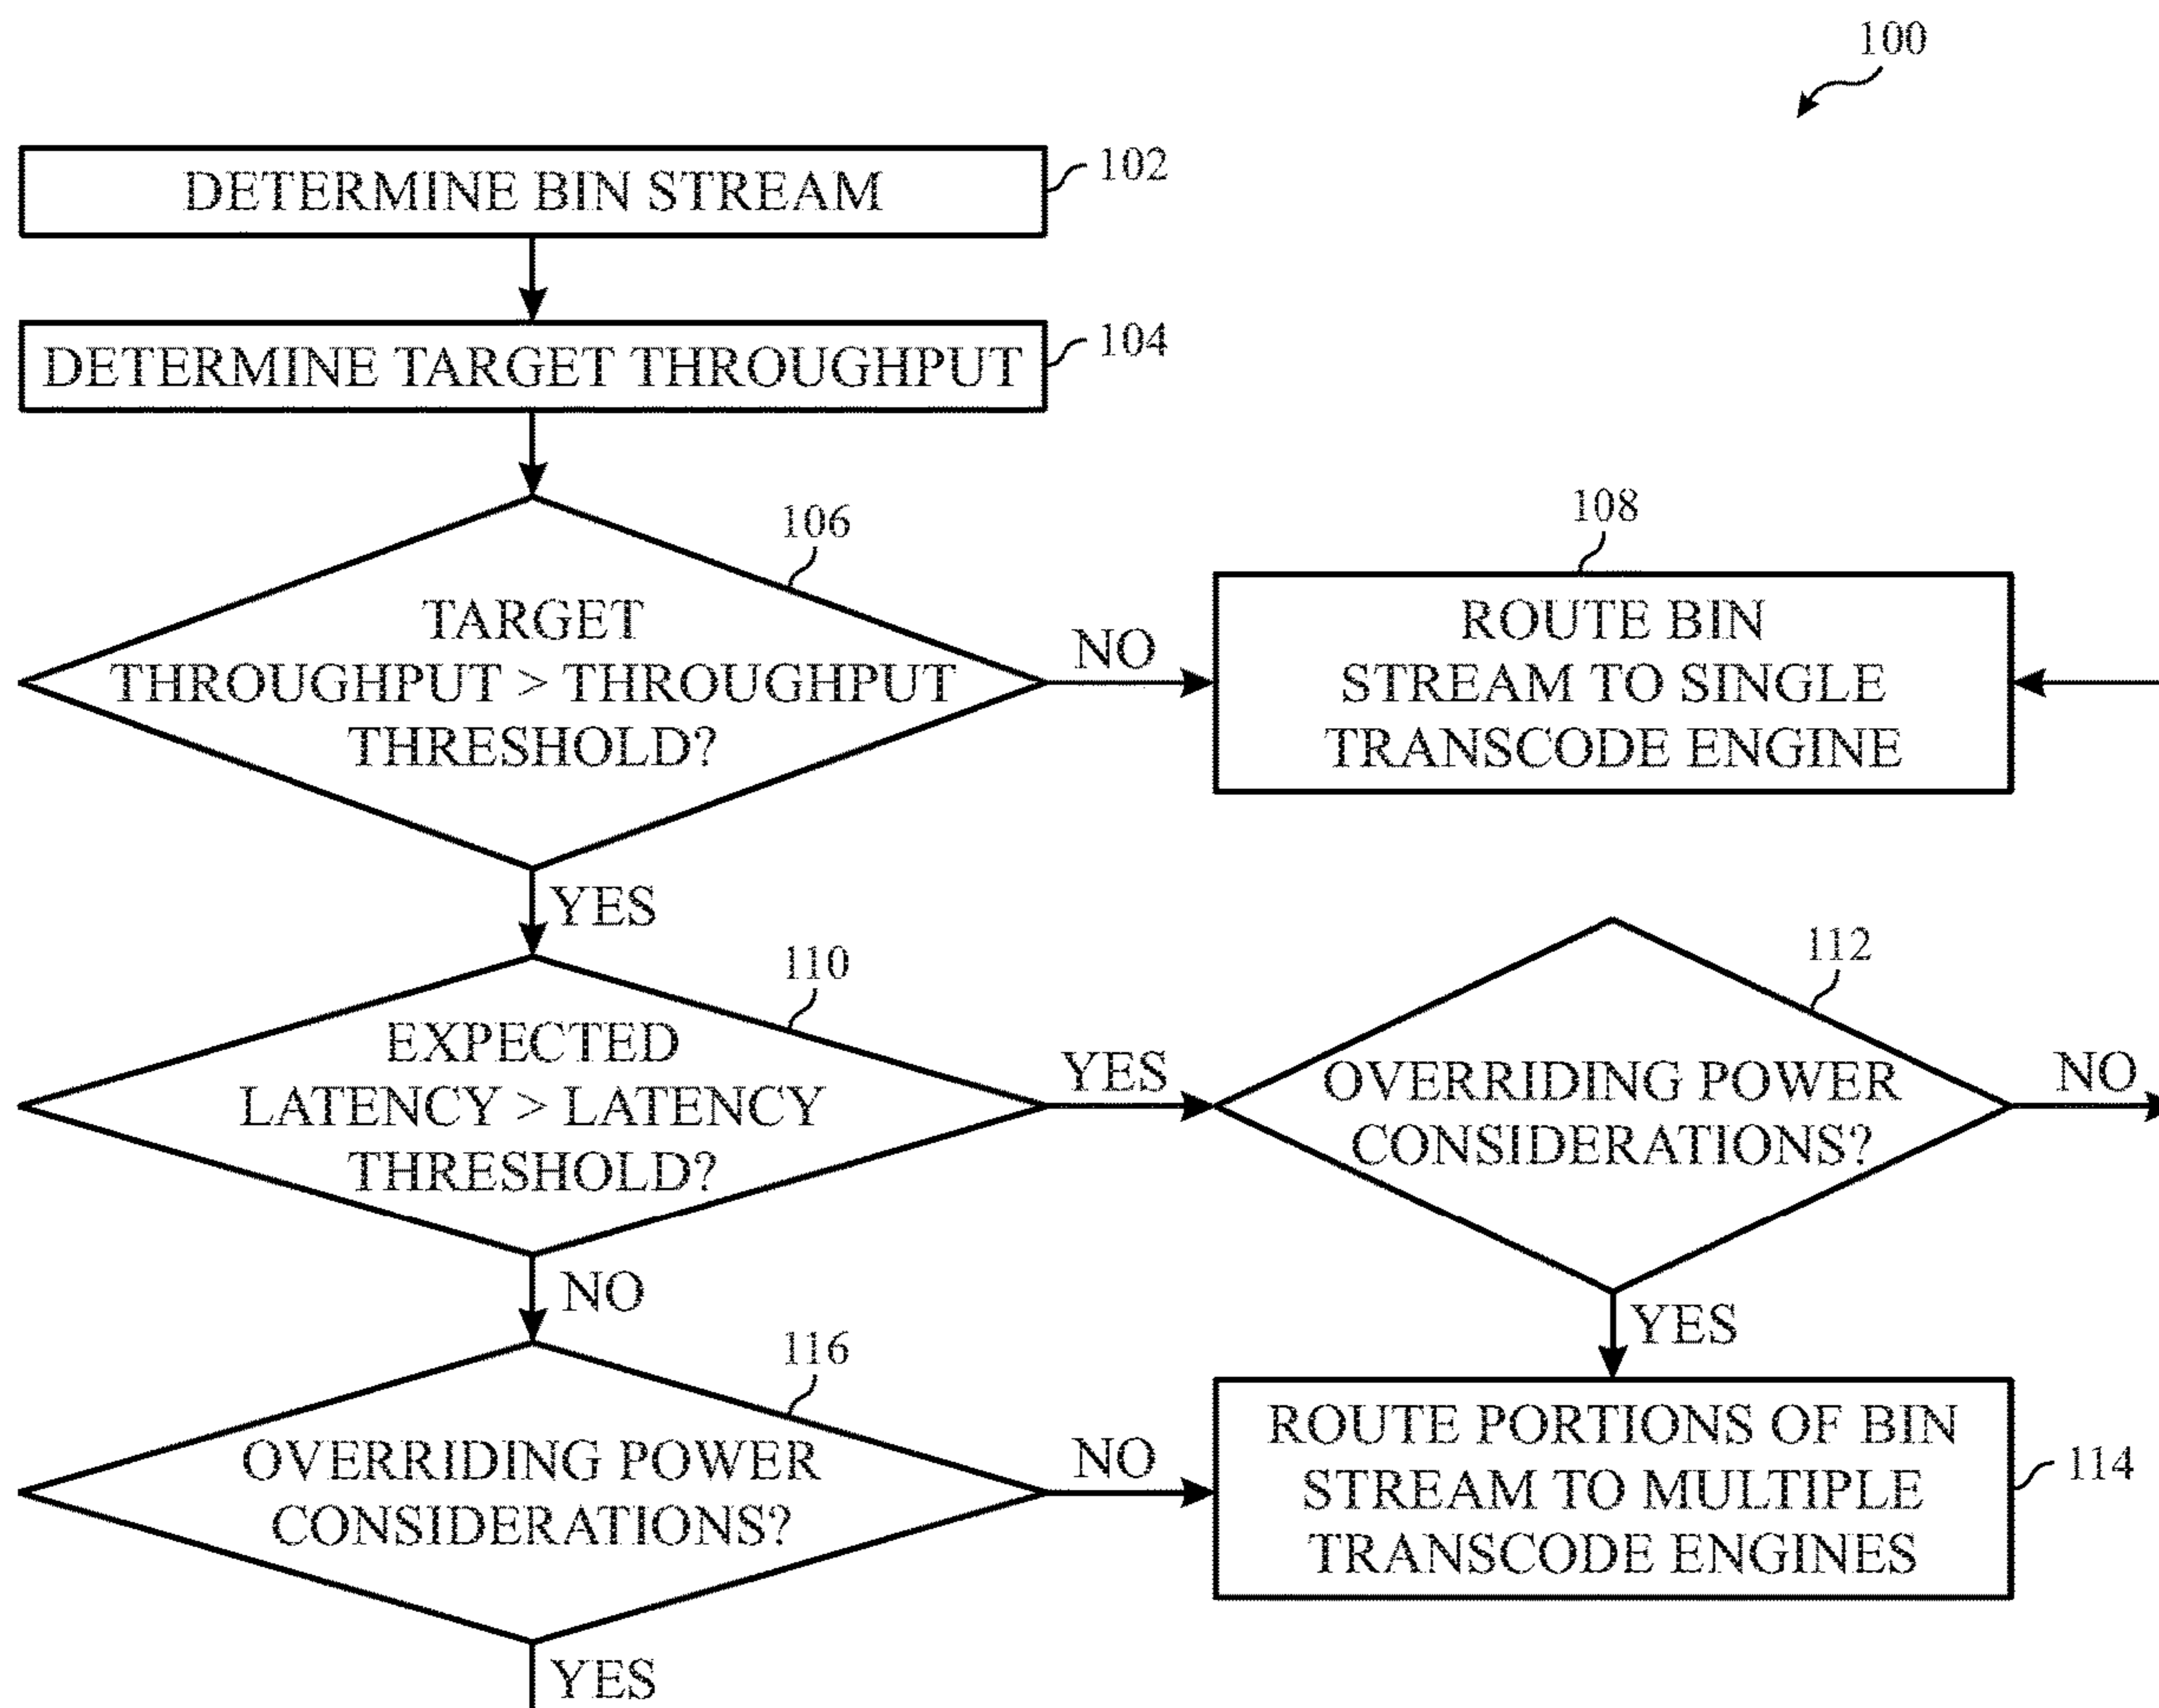 100
DETERMINE BIN STREAM
102
DETERMINE TARGET THROUGHPUT
104
106
TARGET
THROUGHPUT > THROUGHPUT
THRESHOLD?
NO
108
ROUTE BIN
STREAM TO SINGLE
TRANSCODE ENGINE
YES
110
EXPECTED
LATENCY > LATENCY
THRESHOLD?
YES
112
OVERRIDING POWER
CONSIDERATIONS?
NO
NO
YES
116
OVERRIDING POWER
CONSIDERATIONS?
NO
ROUTE PORTIONS OF BIN
STREAM TO MULTIPLE
TRANSCODE ENGINES
114
YES